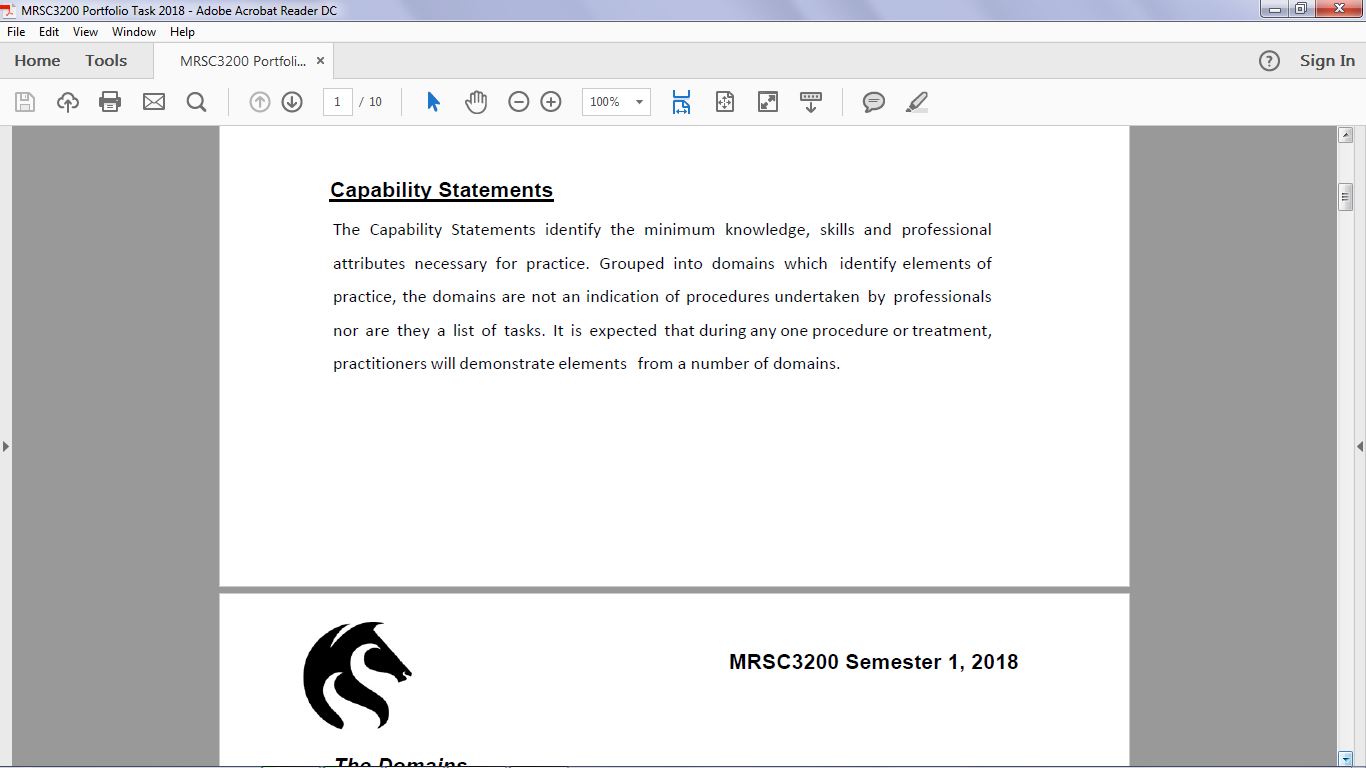 MRSC3200 Portfolio Task 2018 - Adobe Acrobat Reader DC
File Edit View Window Help
Home Tools MRSC3200 Portfoli... × ? Sign In
1 / 10 100%
Capability Statements
The Capability Statements identify the minimum knowledge, skills and professional
attributes necessary for practice. Grouped into domains which identify elements of
practice, the domains are not an indication of procedures undertaken by professionals
nor are they a list of tasks. It is expected that during any one procedure or treatment,
practitioners will demonstrate elements from a number of domains.
MRSC3200 Semester 1, 2018
The Domains